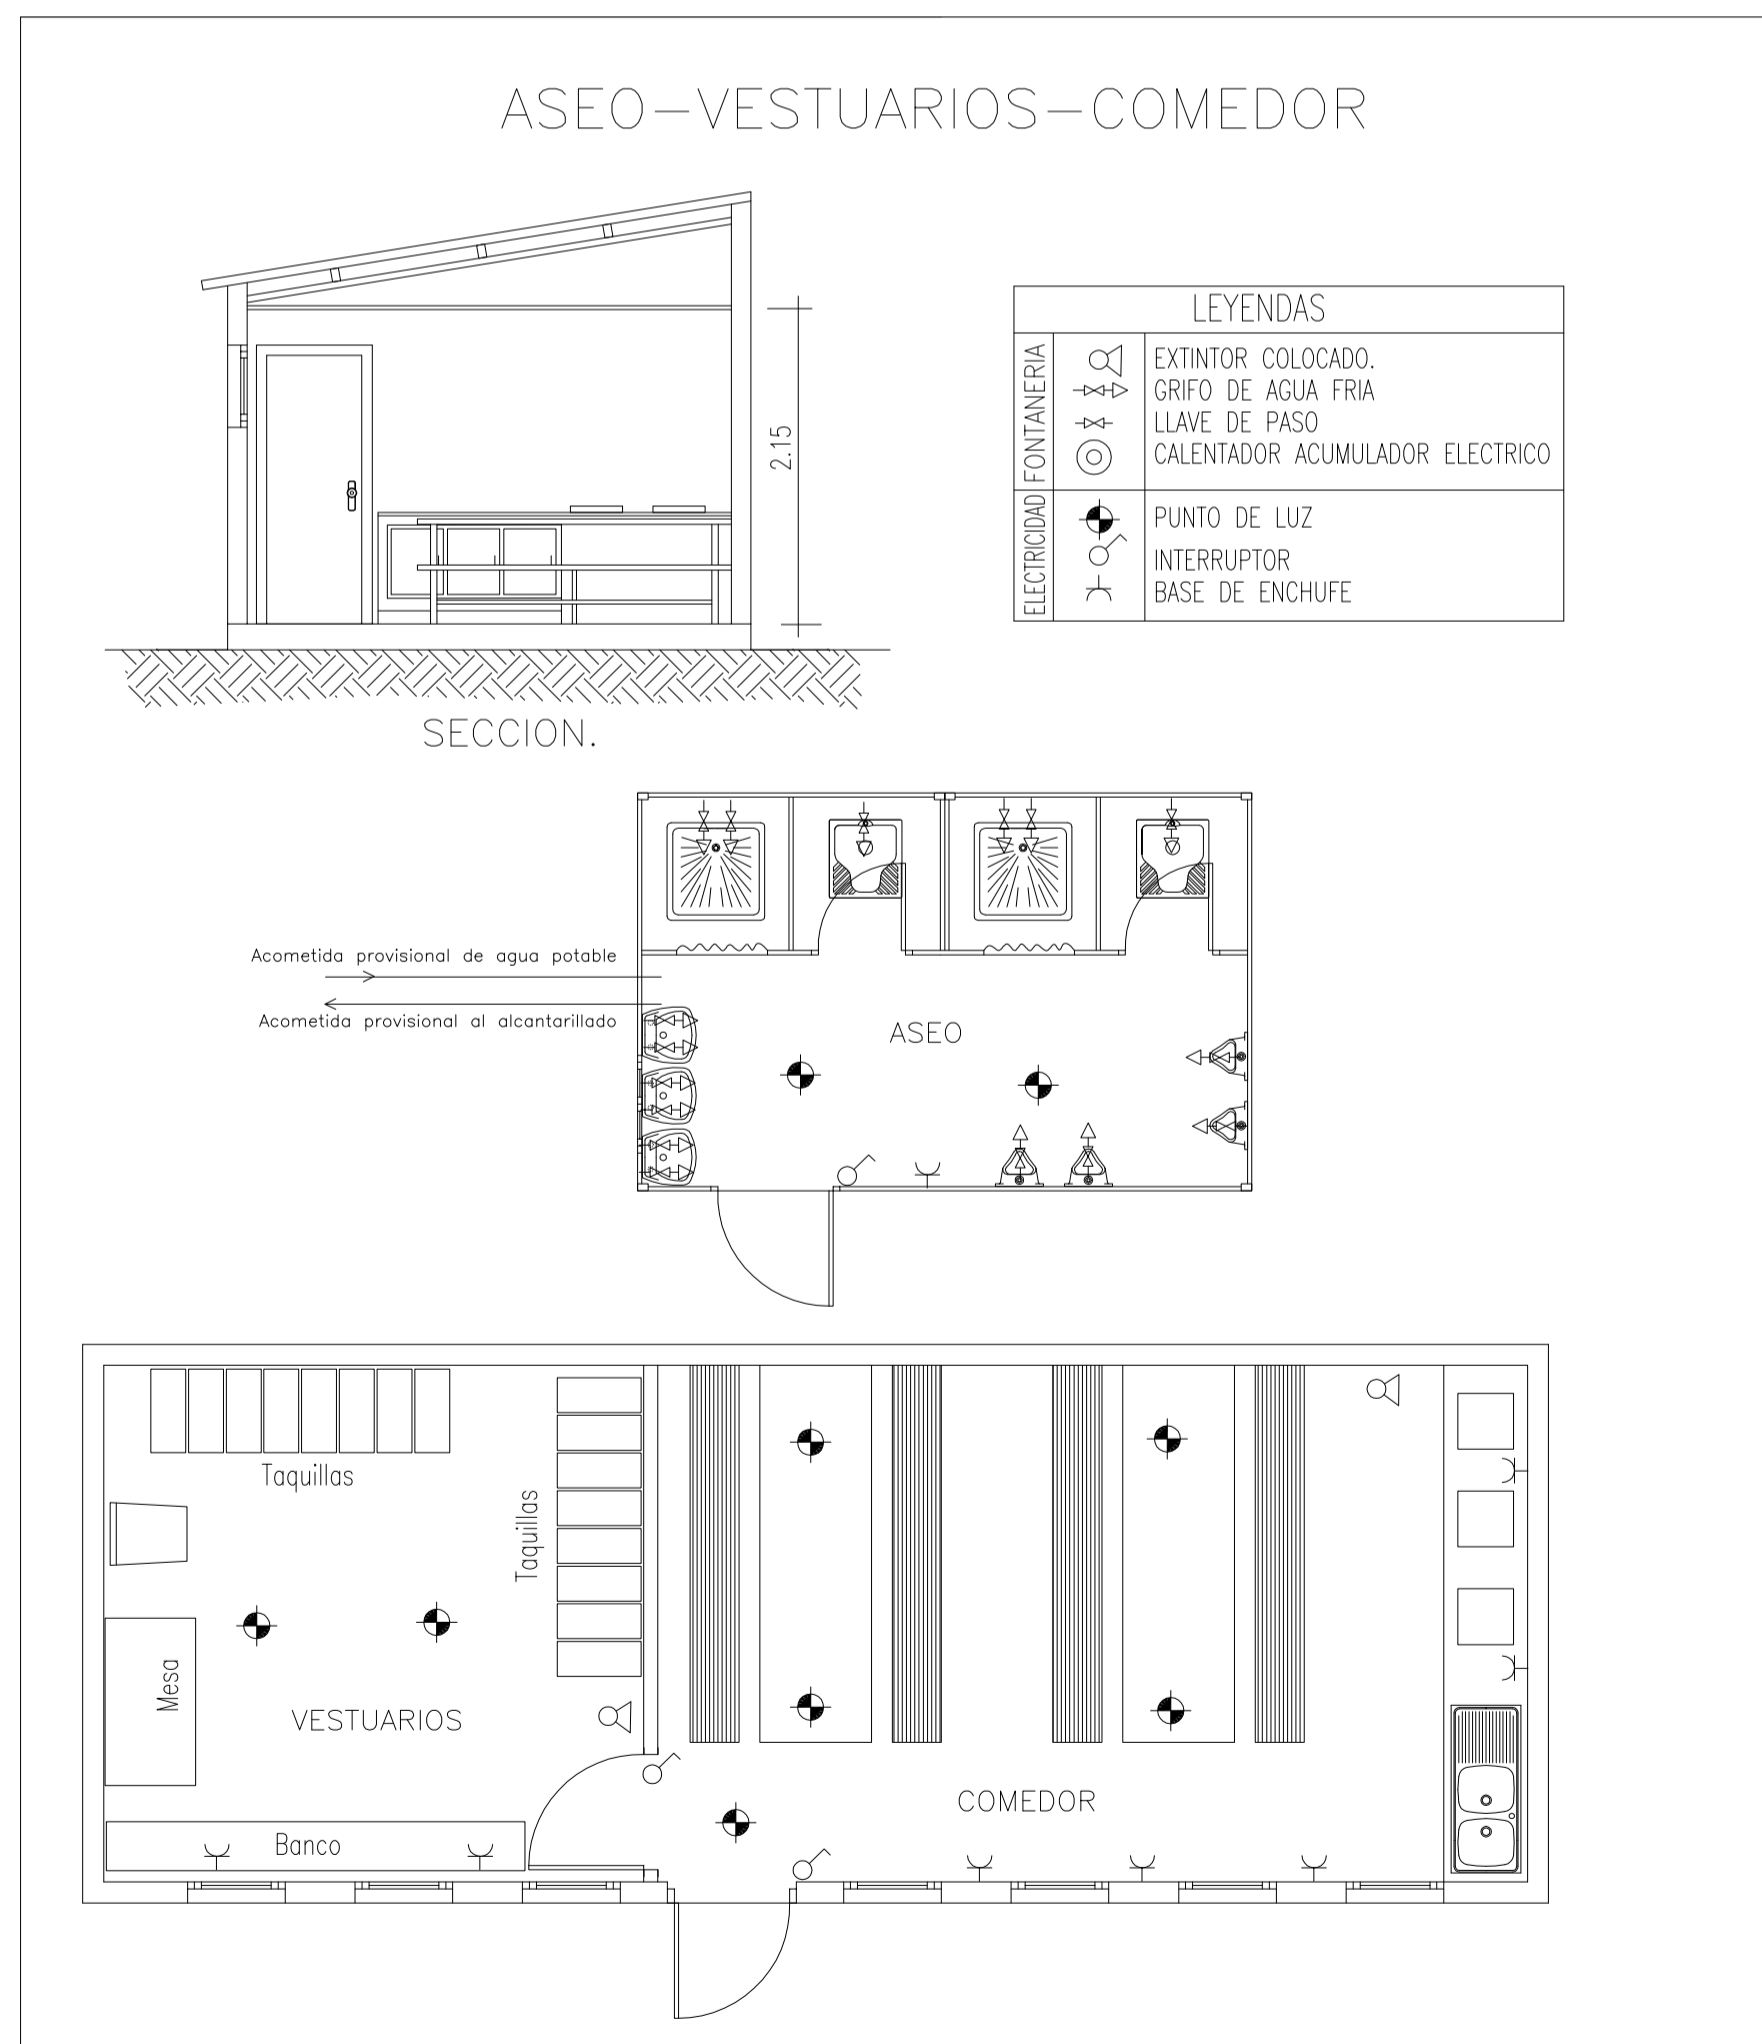 ASEO-VESTUARIOS-COMEDOR
LEYENDAS
FONTANERIA
EXTINTOR COLOCADO.
GRIFO DE AGUA FRIA
LLAVE DE PASO
CALENTADOR ACUMULADOR ELECTRICO
ELECTRICIDAD
PUNTO DE LUZ
INTERRUPTOR
BASE DE ENCHUFE
2.15
SECCION.
Acometida provisional de agua potable
Acometida provisional al alcantarillado
ASEO
Taquillas
Taquillas
Mesa
VESTUARIOS
COMEDOR
Banco